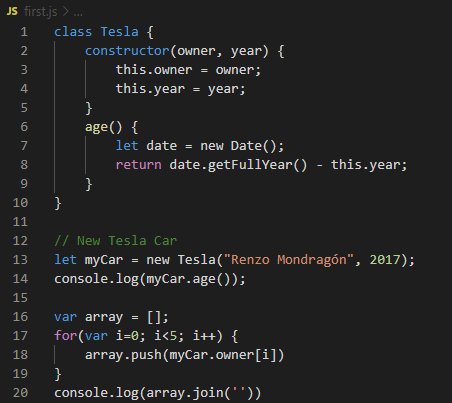 JS first.js > ...
1 class Tesla {
2     constructor(owner, year) {
3         this.owner = owner;
4         this.year = year;
5     }
6     age() {
7         let date = new Date();
8         return date.getFullYear() - this.year;
9     }
10 }
11
12 // New Tesla Car
13 let myCar = new Tesla("Renzo Mondragón", 2017);
14 console.log(myCar.age());
15
16 var array = [];
17 for(var i=0; i<5; i++) {
18     array.push(myCar.owner[i])
19 }
20 console.log(array.join(''))